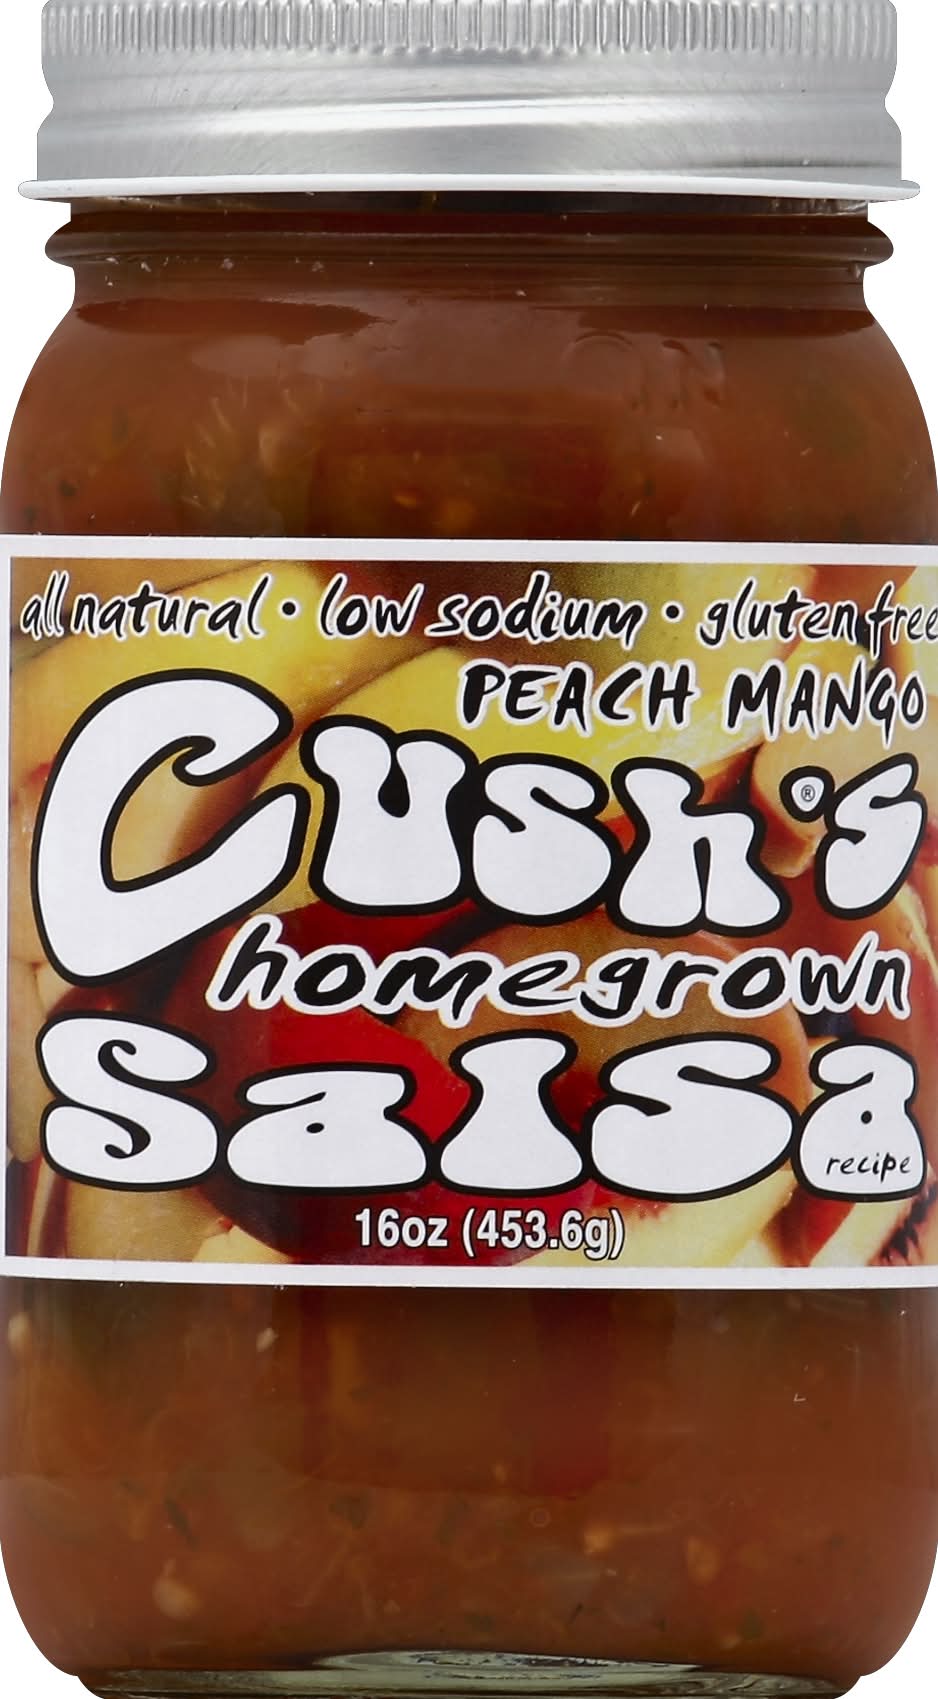 all natural • low sodium • gluten free
PEACH MANGO
Cush®'s
homegrown
Salsa
recipe
16oz (453.6g)